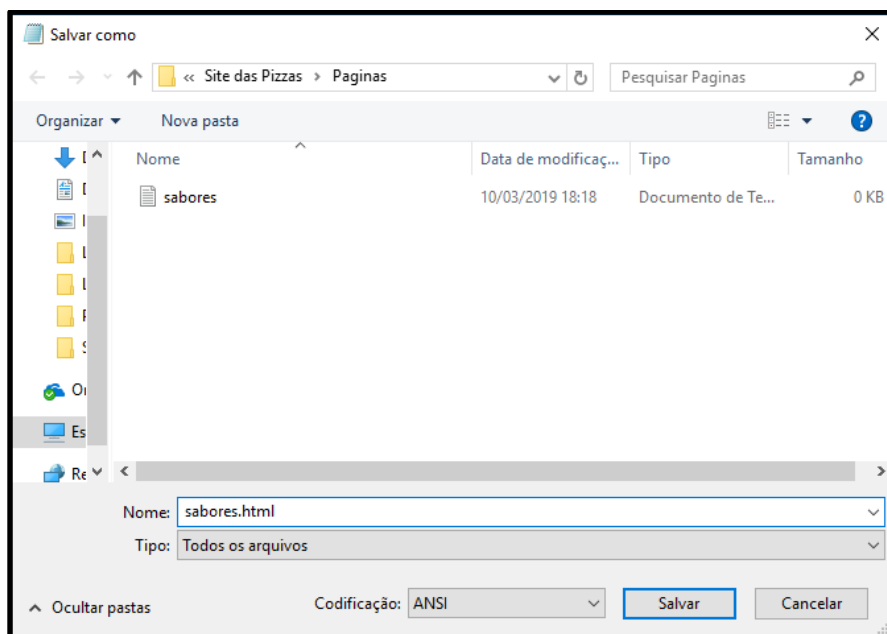 Salvar como
« Site das Pizzas > Paginas
Pesquisar Paginas
Organizar
Nova pasta
Nome
Data de modificaç...
Tipo
Tamanho
sabores
10/03/2019 18:18
Documento de Te...
0 KB
Es
Re
Nome: sabores.html
Tipo: Todos os arquivos
Ocultar pastas
Codificação: ANSI
Salvar
Cancelar